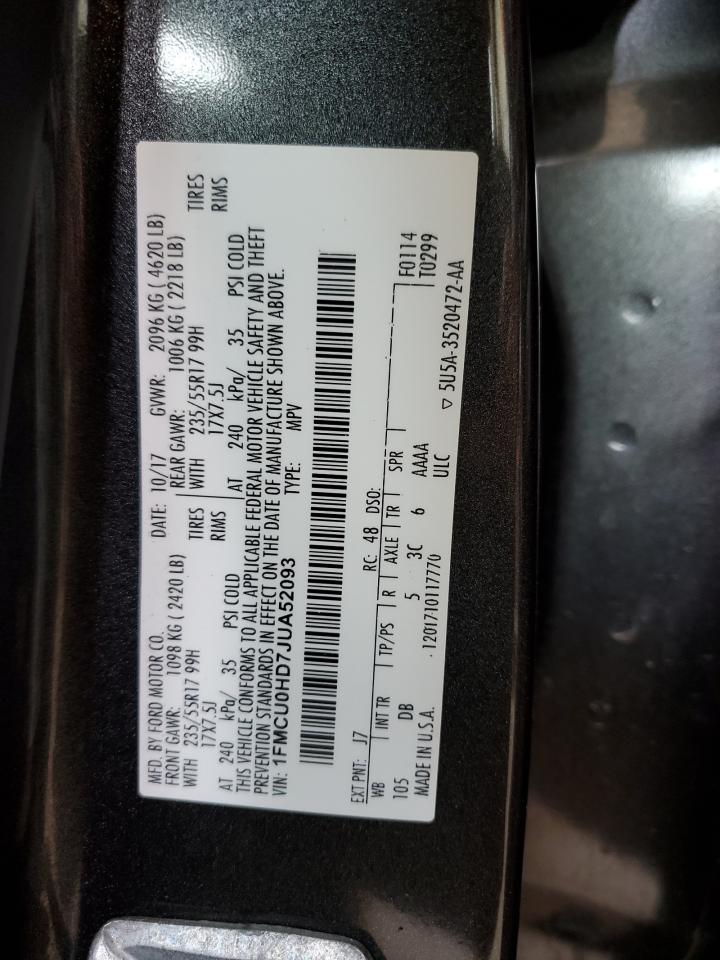 MFD. BY FORD MOTOR CO. DATE: 10/17 GVWR: 2096 KG ( 4620 LB)
FRONT GAWR: 1098 KG ( 2420 LB) REAR GAWR: 1006 KG ( 2218 LB)
WITH 235/55R17 99H TIRES WITH 235/55R17 99H TIRES
17X7.5J RIMS 17X7.5J RIMS
AT 240 kPa/ 35 PSI COLD AT 240 kPa/ 35 PSI COLD
THIS VEHICLE CONFORMS TO ALL APPLICABLE FEDERAL MOTOR VEHICLE SAFETY AND THEFT
PREVENTION STANDARDS IN EFFECT ON THE DATE OF MANUFACTURE SHOWN ABOVE.
VIN: 1FMCU0HD7JUA52093 TYPE: MPV
EXT PNT: J7 RC: 48 DSO: F0114
WB INT TR TP/PS R AXLE TR SPR T0299
105 DB 5 3C 6 AAAA
MADE IN U.S.A. 1201710117770 ULC
▽ 5U5A-3520472-AA